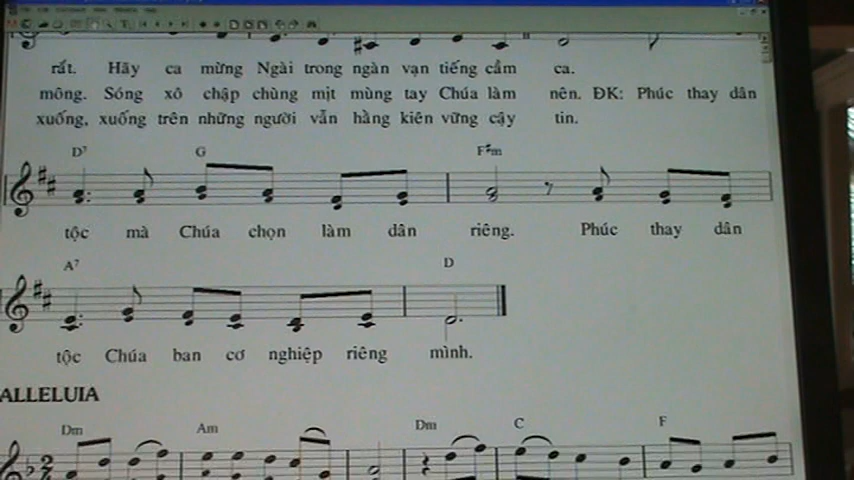 rất. Hãy ca mừng Ngài trong ngàn vạn tiếng cầm ca.
mông. Sóng xô chập chùng mịt mùng tay Chúa làm nên. ĐK: Phúc thay dân
xuống, xuống trên những người vẫn hằng kiên vững cậy tin.
D7 G F#m
tộc mà Chúa chọn làm dân riêng. Phúc thay dân
A7 D
tộc Chúa ban cơ nghiệp riêng mình.
ALLELUIA
Dm Am Dm C F
2